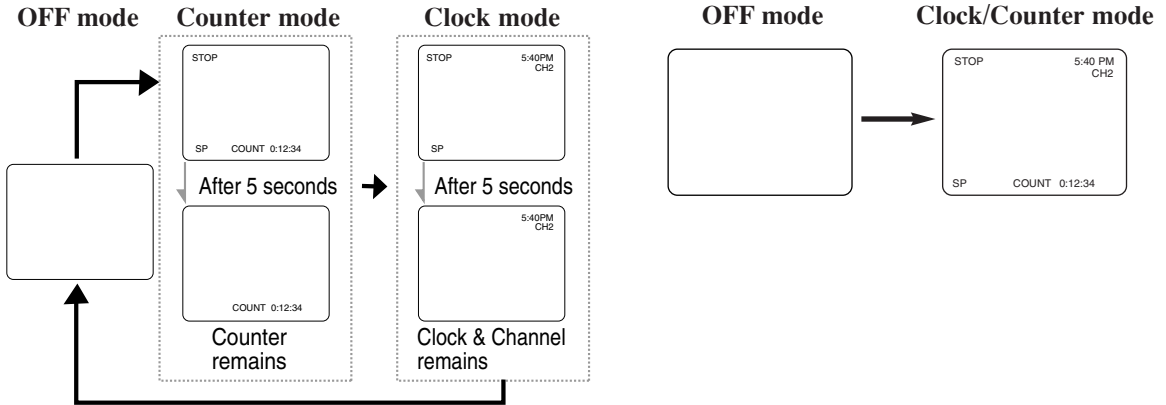 OFF mode
Counter mode
Clock mode
STOP
SP COUNT 0:12:34
After 5 seconds
COUNT 0:12:34
Counter
remains
STOP 5:40PM
CH2
SP
After 5 seconds
5:40PM
CH2
Clock & Channel
remains
OFF mode
Clock/Counter mode
STOP 5:40 PM
CH2
SP COUNT 0:12:34